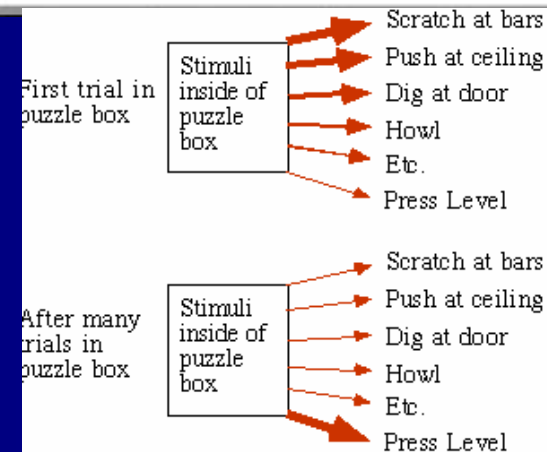 First trial in
puzzle box
Stimuli
inside of
puzzle
box
Scratch at bars
Push at ceiling
Dig at door
Howl
Etc.
Press Level
After many
trials in
puzzle box
Stimuli
inside of
puzzle
box
Scratch at bars
Push at ceiling
Dig at door
Howl
Etc.
Press Level